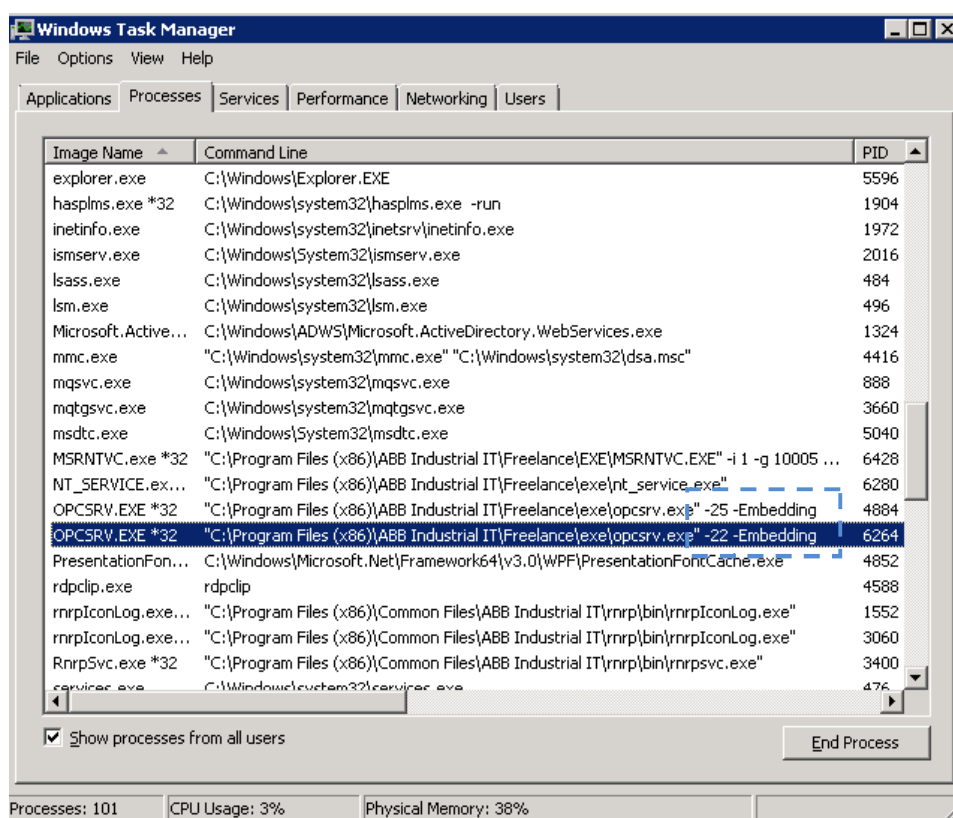 Windows Task Manager
File Options View Help
Applications Processes Services Performance Networking Users
Image Name Command Line PID
explorer.exe C:\Windows\Explorer.EXE 5596
hasplms.exe *32 C:\Windows\system32\hasplms.exe -run 1904
inetinfo.exe C:\Windows\system32\inetsrv\inetinfo.exe 1972
ismserv.exe C:\Windows\System32\ismserv.exe 2016
lsass.exe C:\Windows\system32\lsass.exe 484
lsm.exe C:\Windows\system32\lsm.exe 496
Microsoft.Active... C:\Windows\ADWS\Microsoft.ActiveDirectory.WebServices.exe 1324
mmc.exe "C:\Windows\system32\mmc.exe" "C:\Windows\system32\dsa.msc" 4416
mqsvc.exe C:\Windows\system32\mqsvc.exe 888
mqtgsvc.exe C:\Windows\system32\mqtgsvc.exe 3660
msdtc.exe C:\Windows\System32\msdtc.exe 5040
MSRNTVC.exe *32 "C:\Program Files (x86)\ABB Industrial IT\Freelance\EXE\MSRNTVC.EXE" -i 1 -g 10005 ... 6428
NT_SERVICE.ex... "C:\Program Files (x86)\ABB Industrial IT\Freelance\exe\nt_service.exe" 6280
OPCSRV.EXE *32 "C:\Program Files (x86)\ABB Industrial IT\Freelance\exe\opcsrv.exe" -25 -Embedding 4884
OPCSRV.EXE *32 "C:\Program Files (x86)\ABB Industrial IT\Freelance\exe\opcsrv.exe" -22 -Embedding 6264
PresentationFon... C:\Windows\Microsoft.Net\Framework64\v3.0\WPF\PresentationFontCache.exe 4852
rdpclip.exe rdpclip 4588
rnrpIconLog.exe... "C:\Program Files (x86)\Common Files\ABB Industrial IT\rnrp\bin\rnrpIconLog.exe" 1552
rnrpIconLog.exe... "C:\Program Files (x86)\Common Files\ABB Industrial IT\rnrp\bin\rnrpIconLog.exe" 3060
RnrpSvc.exe *32 "C:\Program Files (x86)\Common Files\ABB Industrial IT\rnrp\bin\rnrpsvc.exe" 3400
services.exe C:\Windows\system32\services.exe 476
Show processes from all users
End Process
Processes: 101 CPU Usage: 3% Physical Memory: 38%